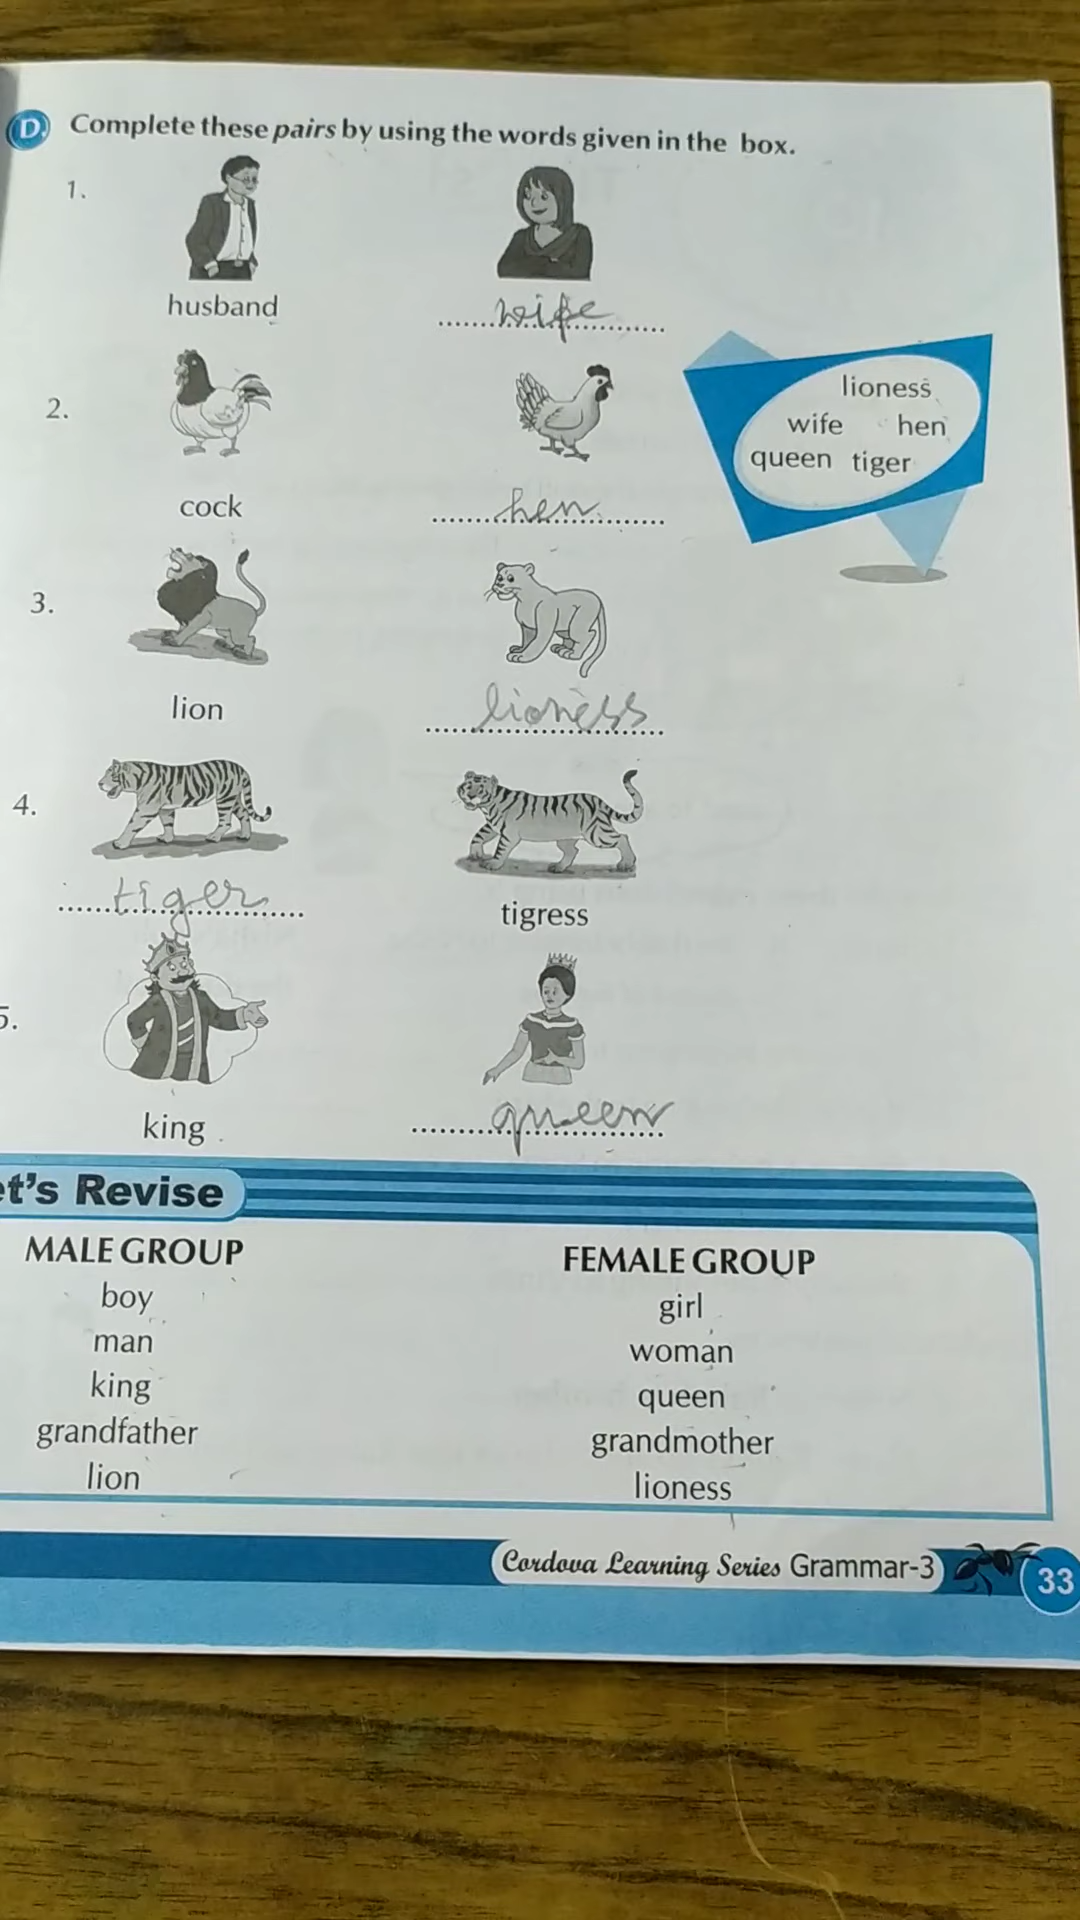 D. Complete these pairs by using the words given in the box.
1.
husband wife
lioness
wife hen
queen tiger
2.
cock hen
3.
lion lioness
4.
tiger tigress
5.
king queen
et's Revise
MALE GROUP FEMALE GROUP
boy girl
man woman
king queen
grandfather grandmother
lion lioness
Cordova Learning Series Grammar-3 33